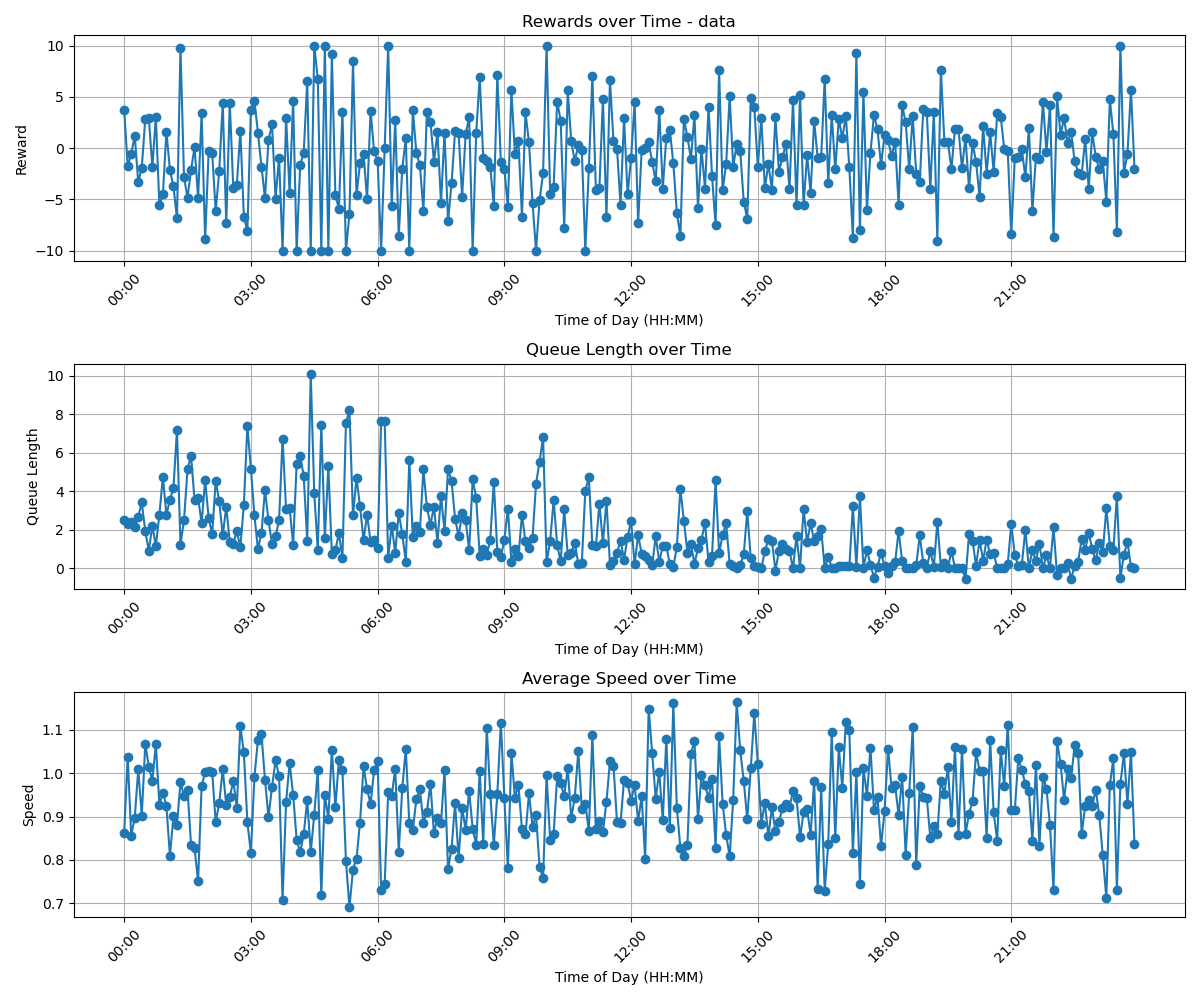 Rewards over Time - data
10
5
0
−5
−10
Reward
00:00 03:00 06:00 09:00 12:00 15:00 18:00 21:00
Time of Day (HH:MM)
Queue Length over Time
10
8
6
4
2
0
Queue Length
00:00 03:00 06:00 09:00 12:00 15:00 18:00 21:00
Time of Day (HH:MM)
Average Speed over Time
1.1
1.0
0.9
0.8
0.7
Speed
00:00 03:00 06:00 09:00 12:00 15:00 18:00 21:00
Time of Day (HH:MM)